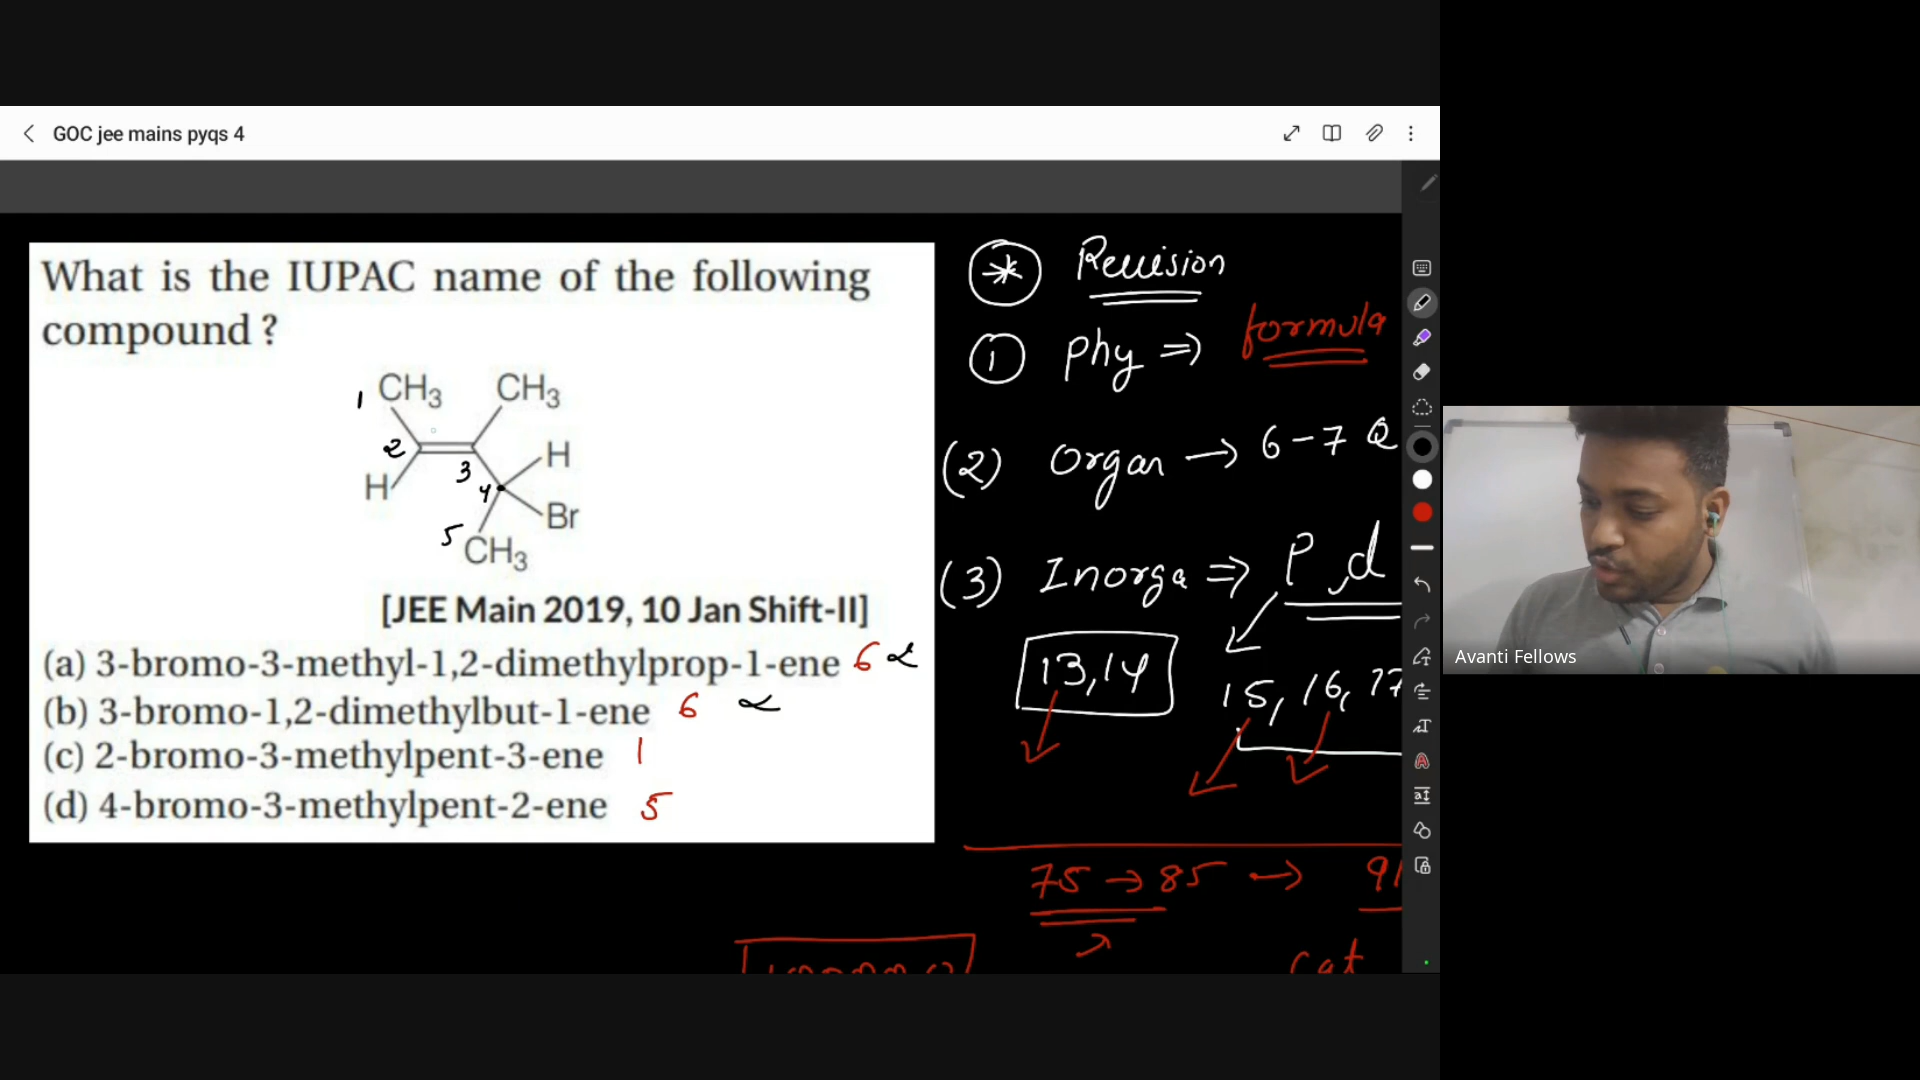 GOC jee mains pyqs 4
What is the IUPAC name of the following
compound ?
1 CH3 CH3
2 H
3
H 4
Br
5 CH3
[JEE Main 2019, 10 Jan Shift-II]
(a) 3-bromo-3-methyl-1,2-dimethylprop-1-ene 6
(b) 3-bromo-1,2-dimethylbut-1-ene 6
(c) 2-bromo-3-methylpent-3-ene 1
(d) 4-bromo-3-methylpent-2-ene 5
* Revision
① Phy ⇒ formula
(2) Organ → 6-7 Q
(3) Inorga ⇒ P, d
13,14 15, 16, 17
75 → 85 → 91
cat
Avanti Fellows